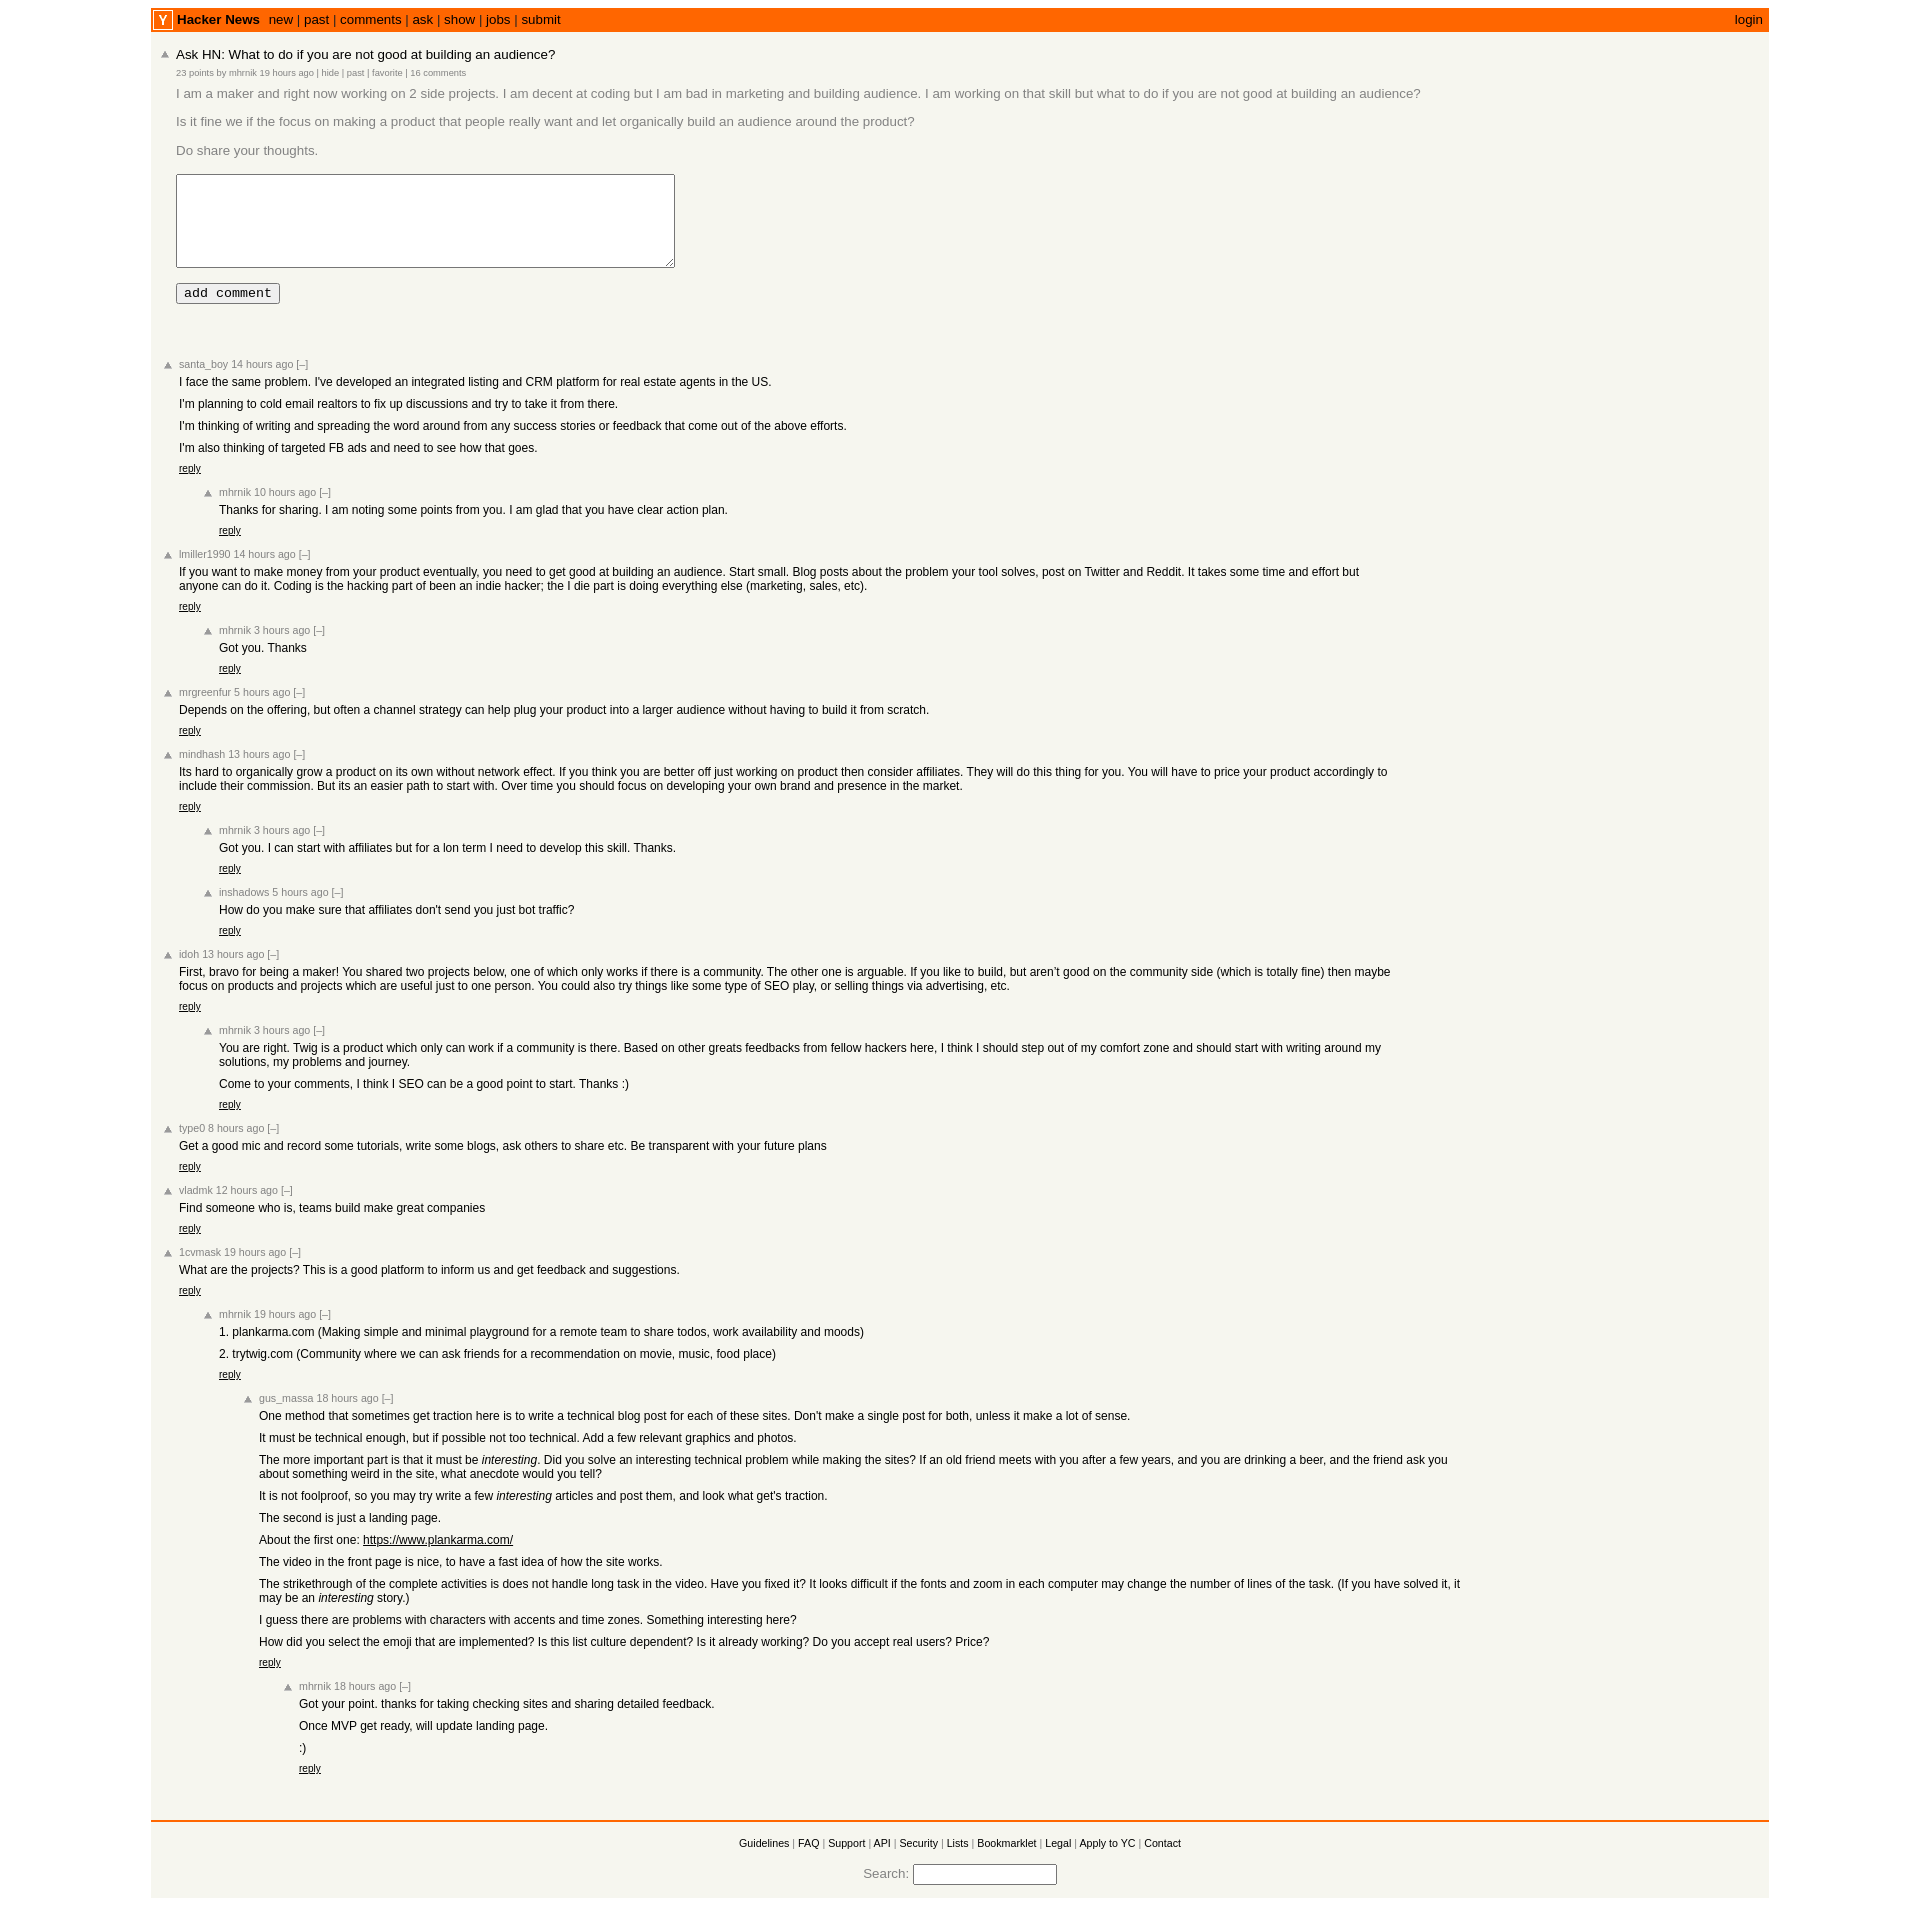 Y Hacker News new | past | comments | ask | show | jobs | submit login
Ask HN: What to do if you are not good at building an audience?
23 points by mhrnik 19 hours ago | hide | past | favorite | 16 comments
I am a maker and right now working on 2 side projects. I am decent at coding but I am bad in marketing and building audience. I am working on that skill but what to do if you are not good at building an audience?
Is it fine we if the focus on making a product that people really want and let organically build an audience around the product?
Do share your thoughts.
add comment
santa_boy 14 hours ago [–]
I face the same problem. I've developed an integrated listing and CRM platform for real estate agents in the US.
I'm planning to cold email realtors to fix up discussions and try to take it from there.
I'm thinking of writing and spreading the word around from any success stories or feedback that come out of the above efforts.
I'm also thinking of targeted FB ads and need to see how that goes.
reply
mhrnik 10 hours ago [–]
Thanks for sharing. I am noting some points from you. I am glad that you have clear action plan.
reply
lmiller1990 14 hours ago [–]
If you want to make money from your product eventually, you need to get good at building an audience. Start small. Blog posts about the problem your tool solves, post on Twitter and Reddit. It takes some time and effort but
anyone can do it. Coding is the hacking part of been an indie hacker; the I die part is doing everything else (marketing, sales, etc).
reply
mhrnik 3 hours ago [–]
Got you. Thanks
reply
mrgreenfur 5 hours ago [–]
Depends on the offering, but often a channel strategy can help plug your product into a larger audience without having to build it from scratch.
reply
mindhash 13 hours ago [–]
Its hard to organically grow a product on its own without network effect. If you think you are better off just working on product then consider affiliates. They will do this thing for you. You will have to price your product accordingly to
include their commission. But its an easier path to start with. Over time you should focus on developing your own brand and presence in the market.
reply
mhrnik 3 hours ago [–]
Got you. I can start with affiliates but for a lon term I need to develop this skill. Thanks.
reply
inshadows 5 hours ago [–]
How do you make sure that affiliates don't send you just bot traffic?
reply
idoh 13 hours ago [–]
First, bravo for being a maker! You shared two projects below, one of which only works if there is a community. The other one is arguable. If you like to build, but aren't good on the community side (which is totally fine) then maybe
focus on products and projects which are useful just to one person. You could also try things like some type of SEO play, or selling things via advertising, etc.
reply
mhrnik 3 hours ago [–]
You are right. Twig is a product which only can work if a community is there. Based on other greats feedbacks from fellow hackers here, I think I should step out of my comfort zone and should start with writing around my
solutions, my problems and journey.
Come to your comments, I think I SEO can be a good point to start. Thanks :)
reply
type0 8 hours ago [–]
Get a good mic and record some tutorials, write some blogs, ask others to share etc. Be transparent with your future plans
reply
vladmk 12 hours ago [–]
Find someone who is, teams build make great companies
reply
1cvmask 19 hours ago [–]
What are the projects? This is a good platform to inform us and get feedback and suggestions.
reply
mhrnik 19 hours ago [–]
1. plankarma.com (Making simple and minimal playground for a remote team to share todos, work availability and moods)
2. trytwig.com (Community where we can ask friends for a recommendation on movie, music, food place)
reply
gus_massa 18 hours ago [–]
One method that sometimes get traction here is to write a technical blog post for each of these sites. Don't make a single post for both, unless it make a lot of sense.
It must be technical enough, but if possible not too technical. Add a few relevant graphics and photos.
The more important part is that it must be interesting. Did you solve an interesting technical problem while making the sites? If an old friend meets with you after a few years, and you are drinking a beer, and the friend ask you
about something weird in the site, what anecdote would you tell?
It is not foolproof, so you may try write a few interesting articles and post them, and look what get's traction.
The second is just a landing page.
About the first one: https://www.plankarma.com/
The video in the front page is nice, to have a fast idea of how the site works.
The strikethrough of the complete activities is does not handle long task in the video. Have you fixed it? It looks difficult if the fonts and zoom in each computer may change the number of lines of the task. (If you have solved it, it
may be an interesting story.)
I guess there are problems with characters with accents and time zones. Something interesting here?
How did you select the emoji that are implemented? Is this list culture dependent? Is it already working? Do you accept real users? Price?
reply
mhrnik 18 hours ago [–]
Got your point. thanks for taking checking sites and sharing detailed feedback.
Once MVP get ready, will update landing page.
:)
reply
Guidelines | FAQ | Support | API | Security | Lists | Bookmarklet | Legal | Apply to YC | Contact
Search: